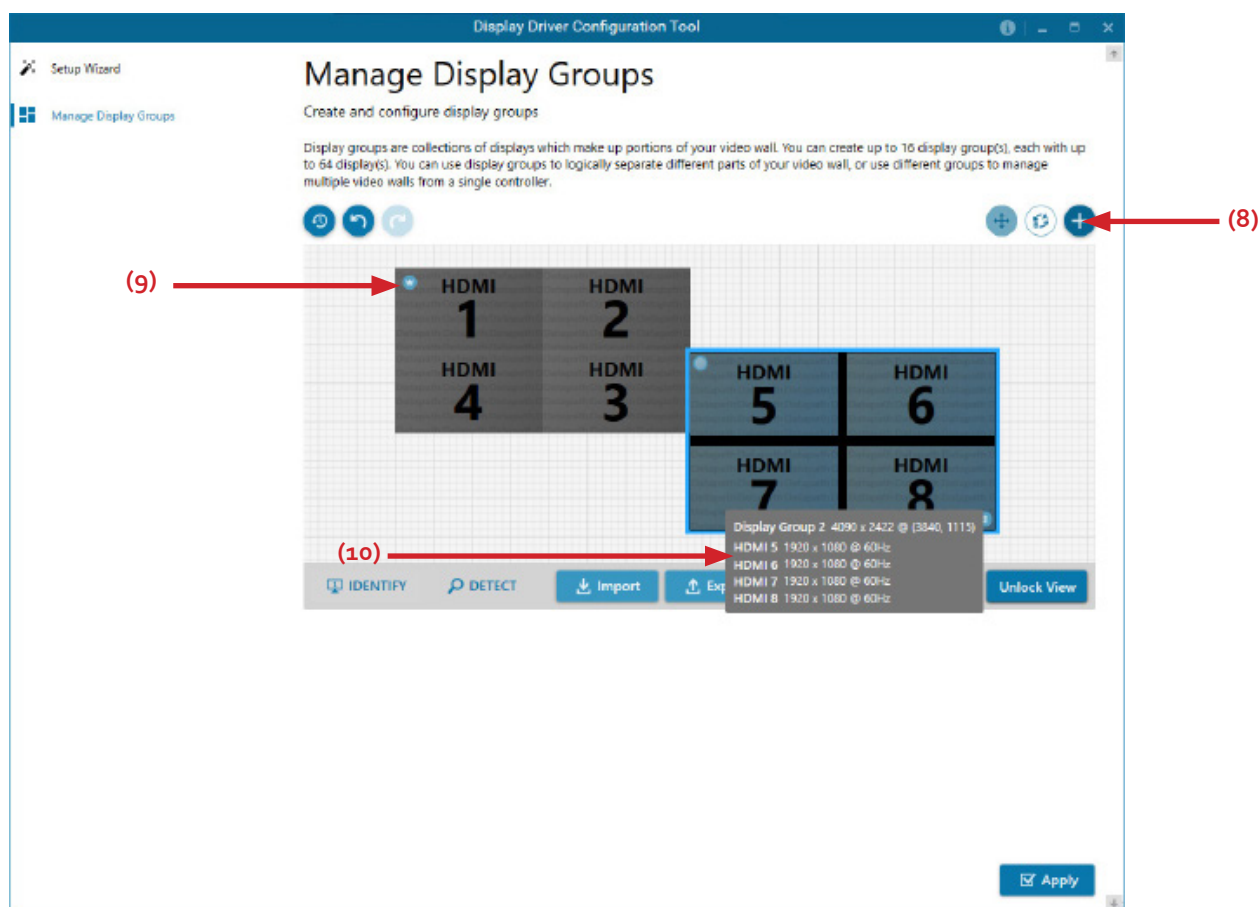 Display Driver Configuration Tool
Setup Wizard
Manage Display Groups
Manage Display Groups
Create and configure display groups
Display groups are collections of displays which make up portions of your video wall. You can create up to 16 display group(s), each with up
to 64 display(s). You can use display groups to logically separate different parts of your video wall, or use different groups to manage
multiple video walls from a single controller.
(8)
(9)
HDMI HDMI
1 2
HDMI HDMI
4 3
HDMI HDMI
5 6
HDMI HDMI
7 8
Display Group 2 4090 x 2422 @ (3840, 1115)
(10)
HDMI 5 1920 x 1080 @ 60Hz
HDMI 6 1920 x 1080 @ 60Hz
HDMI 7 1920 x 1080 @ 60Hz
HDMI 8 1920 x 1080 @ 60Hz
IDENTIFY DETECT Import Exp Unlock View
Apply